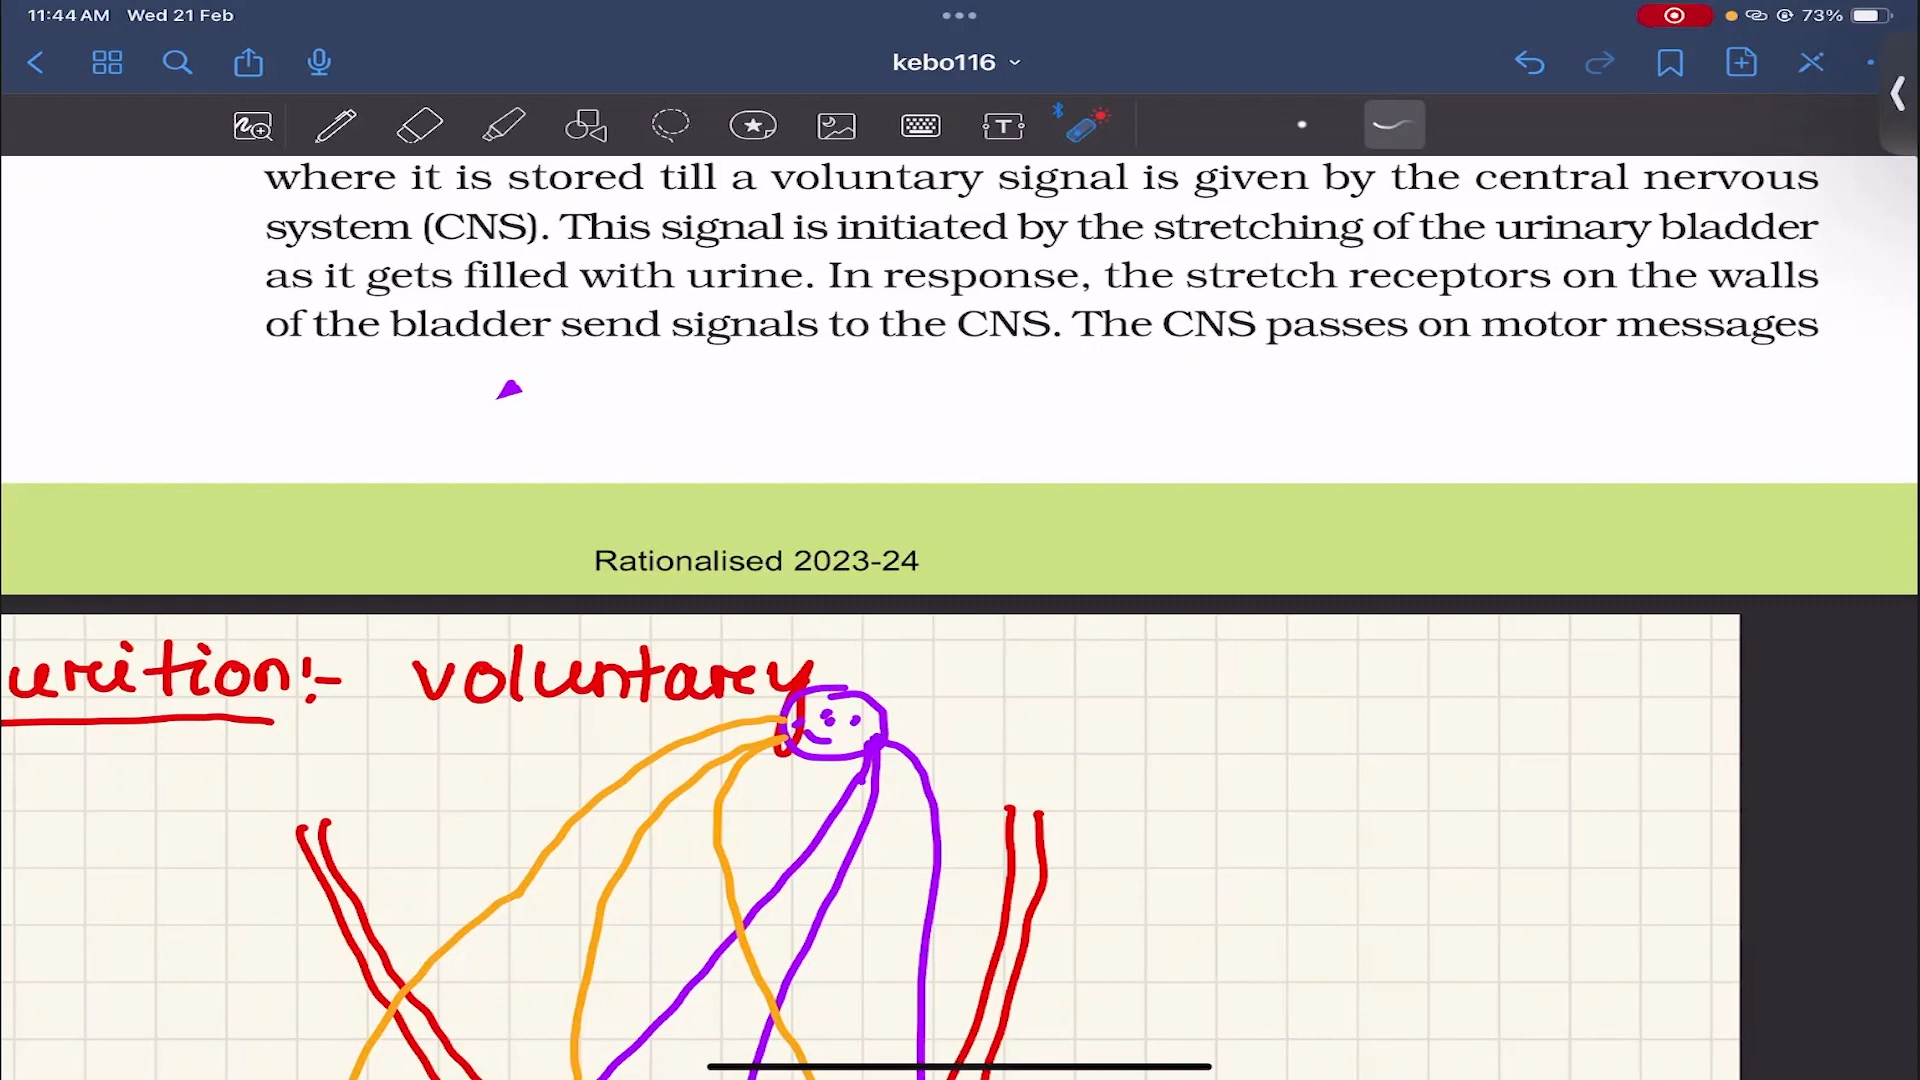 11:44 AM Wed 21 Feb
73%
kebo116
T
where it is stored till a voluntary signal is given by the central nervous
system (CNS). This signal is initiated by the stretching of the urinary bladder
as it gets filled with urine. In response, the stretch receptors on the walls
of the bladder send signals to the CNS. The CNS passes on motor messages
Rationalised 2023-24
urition:- voluntary